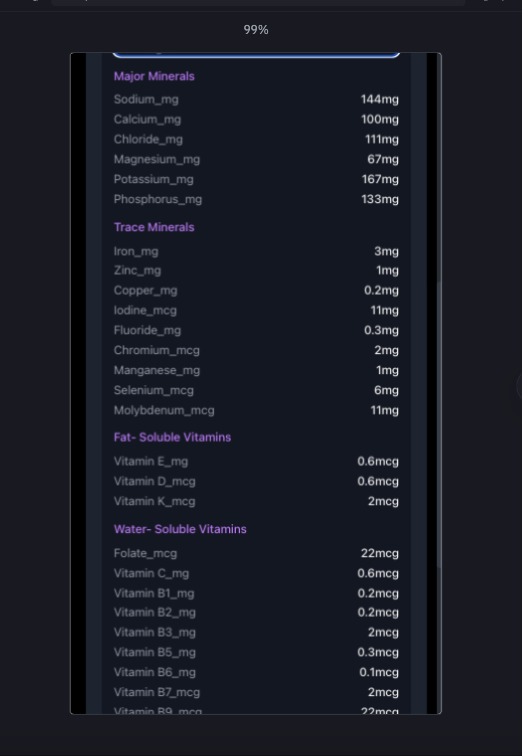 99%
Major Minerals
Sodium_mg 144mg
Calcium_mg 100mg
Chloride_mg 111mg
Magnesium_mg 67mg
Potassium_mg 167mg
Phosphorus_mg 133mg
Trace Minerals
Iron_mg 3mg
Zinc_mg 1mg
Copper_mg 0.2mg
Iodine_mcg 11mg
Fluoride_mg 0.3mg
Chromium_mcg 2mg
Manganese_mg 1mg
Selenium_mcg 6mg
Molybdenum_mcg 11mg
Fat- Soluble Vitamins
Vitamin E_mg 0.6mcg
Vitamin D_mcg 0.6mcg
Vitamin K_mcg 2mcg
Water- Soluble Vitamins
Folate_mcg 22mcg
Vitamin C_mg 0.6mcg
Vitamin B1_mg 0.2mcg
Vitamin B2_mg 0.2mcg
Vitamin B3_mg 2mcg
Vitamin B5_mg 0.3mcg
Vitamin B6_mg 0.1mcg
Vitamin B7_mcg 2mcg
Vitamin B9_mcg 22mcg